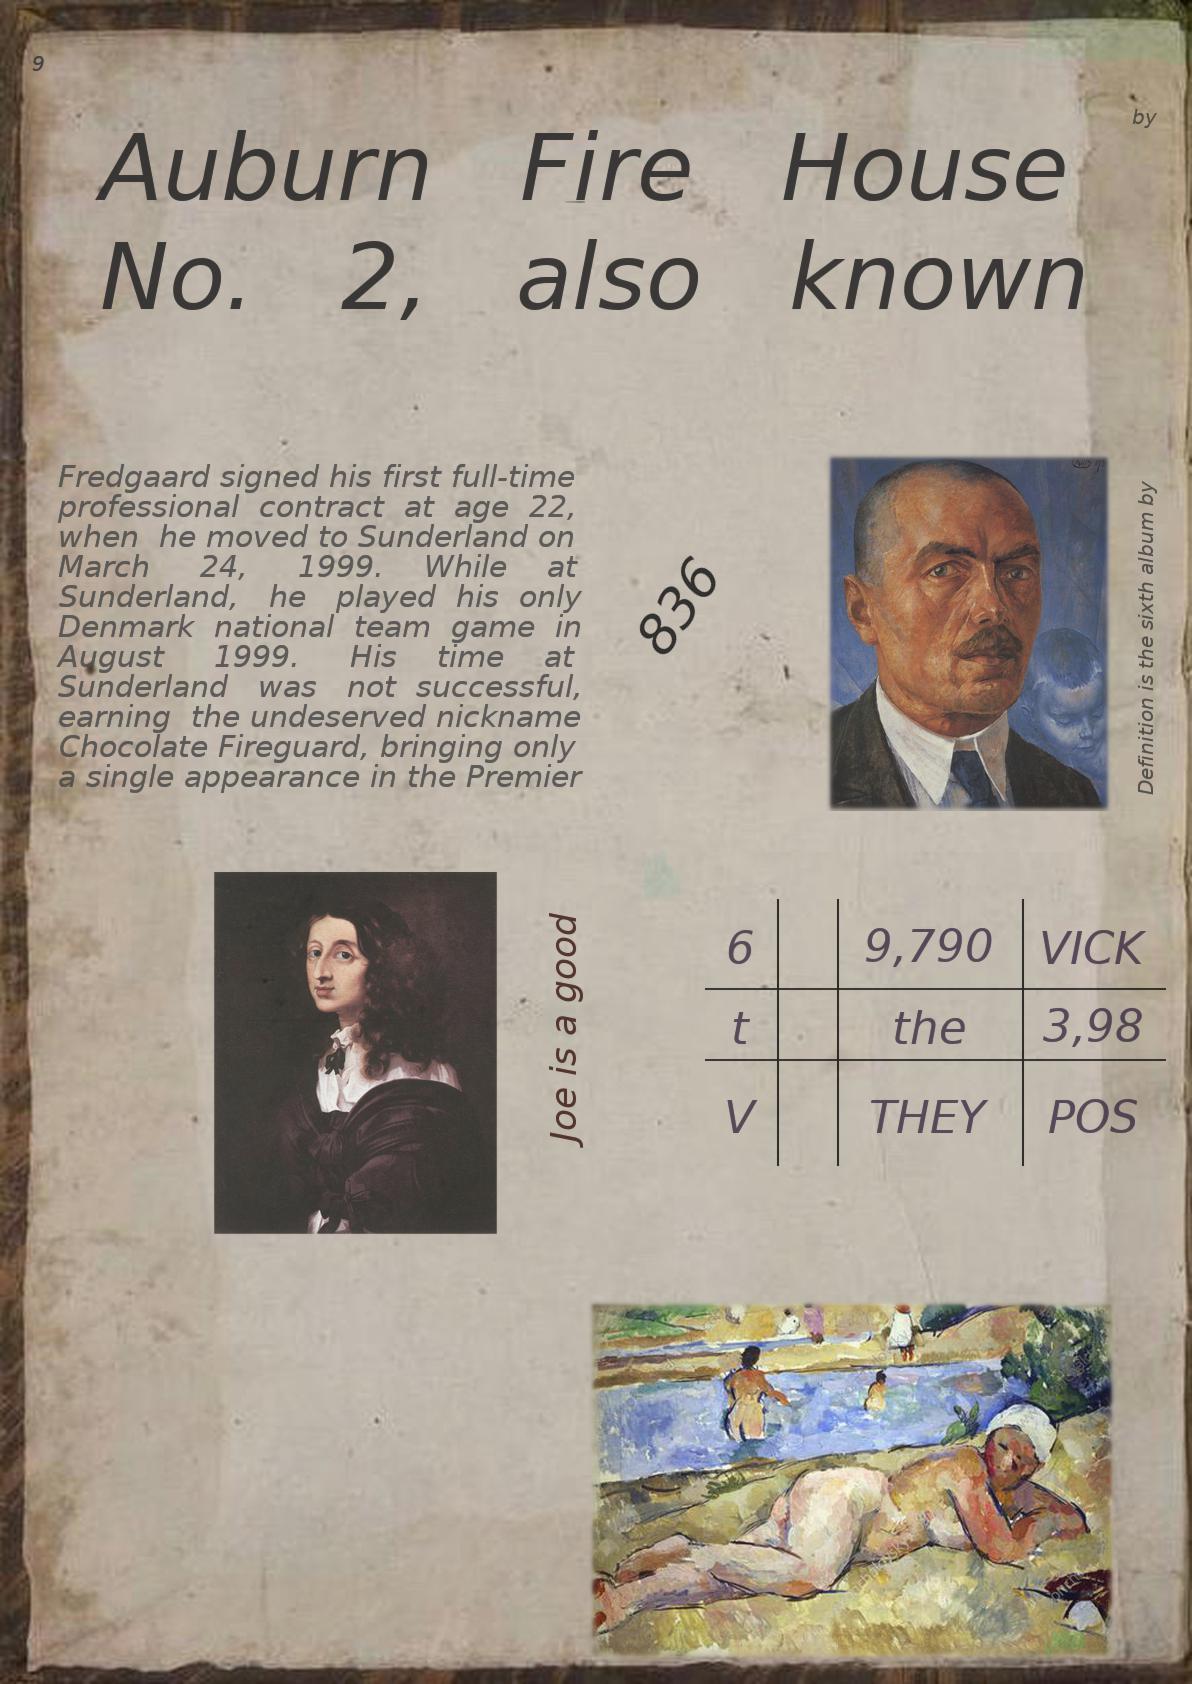 9
by
Auburn Fire House
No. 2, also known
Fredgaard signed his first full-time
professional contract at age 22,
when he moved to Sunderland on
March 24, 1999. While at
Sunderland, he played his only
Denmark national team game in
August 1999. His time at
Sunderland was not successful,
earning the undeserved nickname
Chocolate Fireguard, bringing only
a single appearance in the Premier
836
Definition is the sixth album by
Joe is a good
6 9,790 VICK
t the 3,98
V THEY POS